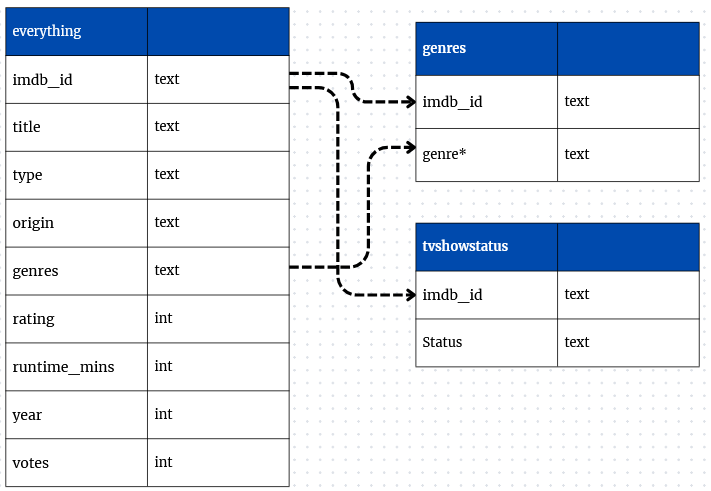 everything
imdb_id text
title text
type text
origin text
genres text
rating int
runtime_mins int
year int
votes int
genres
imdb_id text
genre* text
tvshowstatus
imdb_id text
Status text